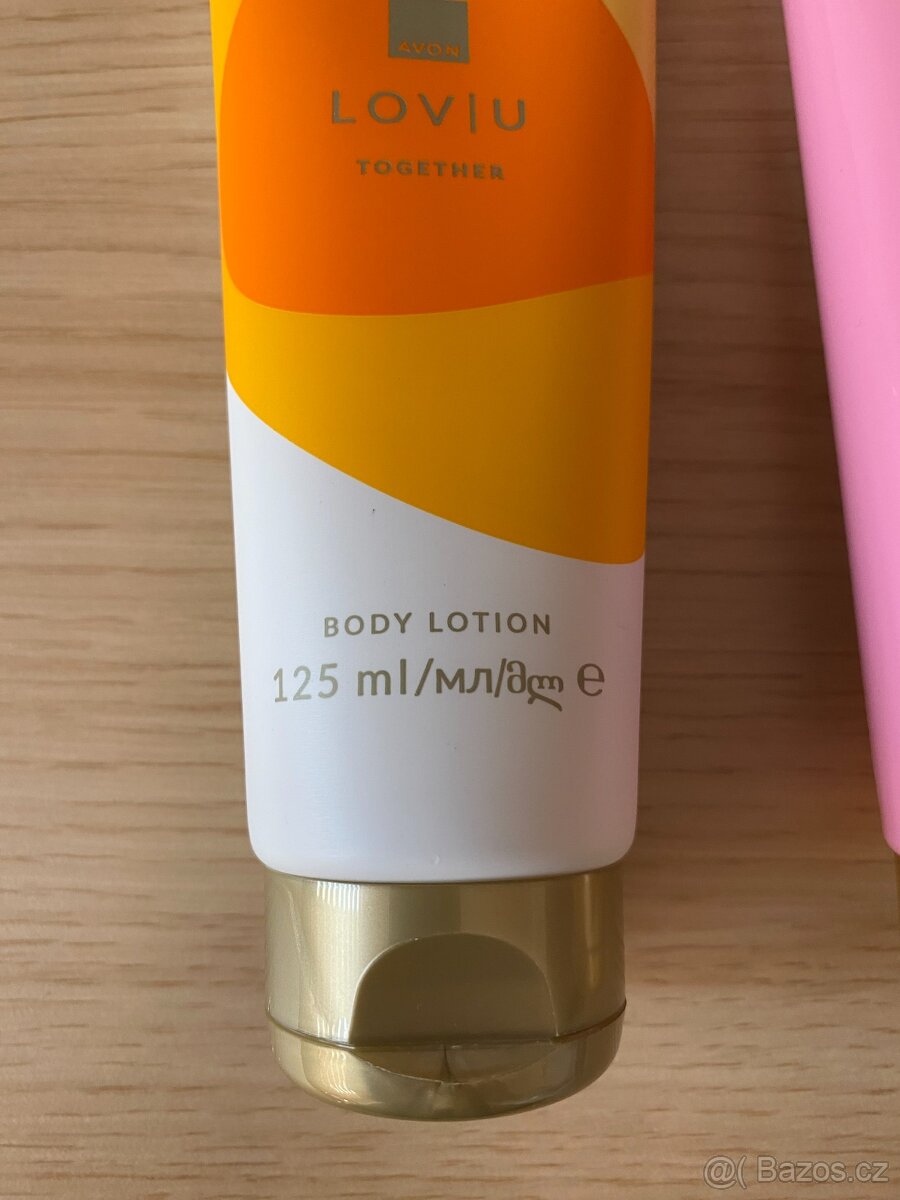 AVON
LOV|U
TOGETHER
BODY LOTION
125 ml/мл/მლ ℮
@( Bazos.cz